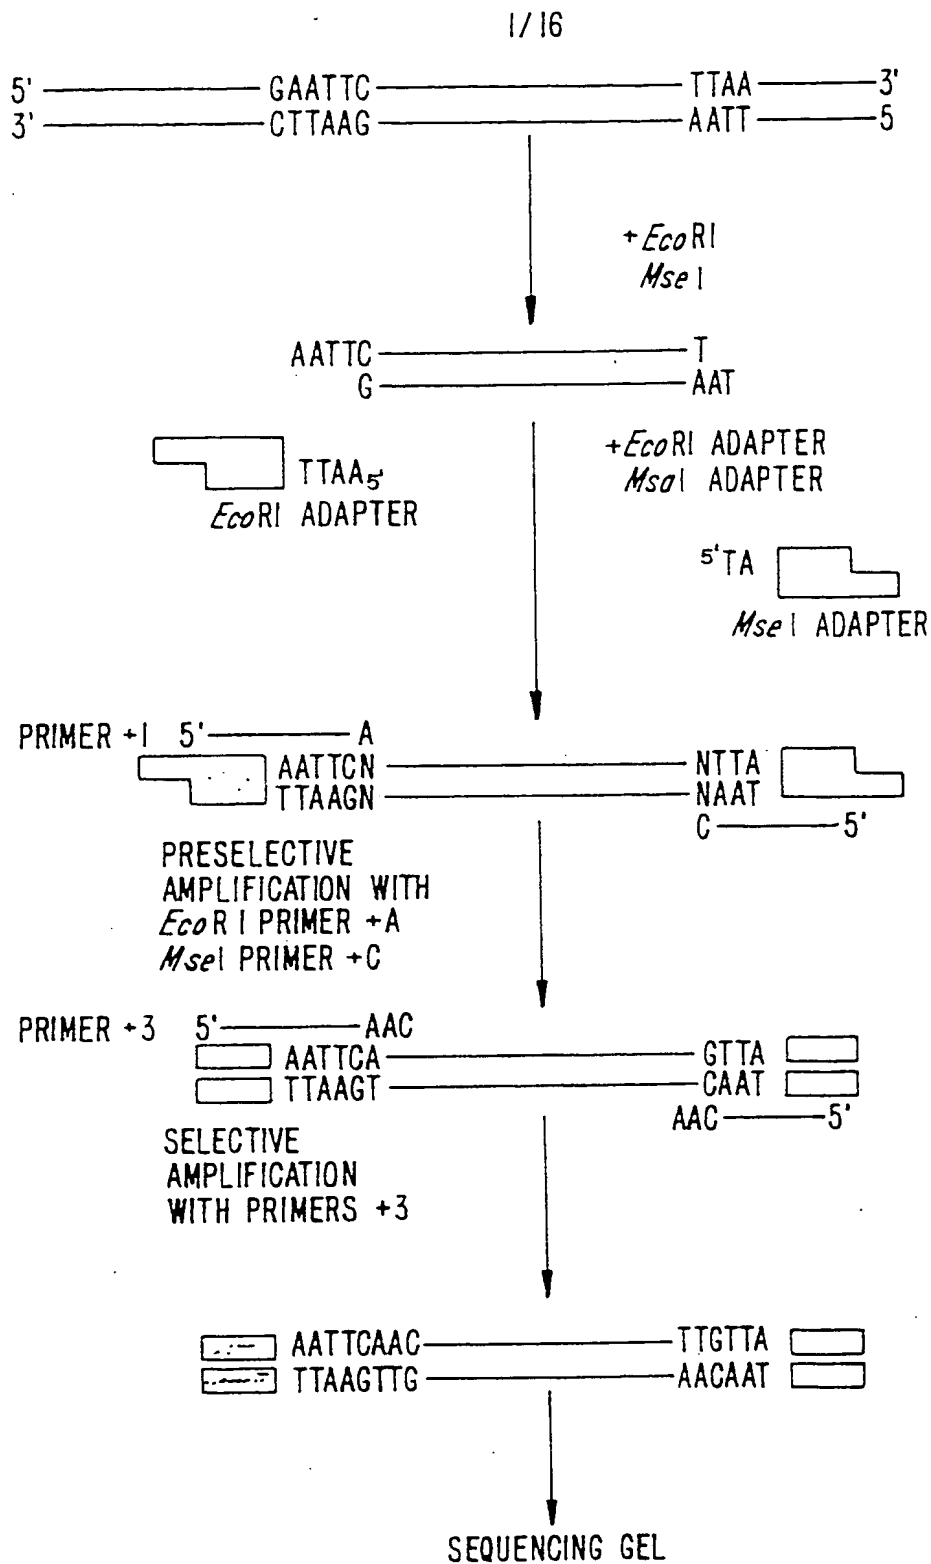 1/16
5' GAATTC TTAA 3'
3' CTTAAG AATT 5
+EcoRI
MseI
AATTC T
G AAT
+EcoRI ADAPTER
MsaI ADAPTER
TTAA5'
EcoRI ADAPTER
5'TA
MseI ADAPTER
PRIMER +1 5' A
AATTCN NTTA
TTAAGN NAAT
C 5'
PRESELECTIVE
AMPLIFICATION WITH
EcoRI PRIMER +A
MseI PRIMER +C
PRIMER +3 5' AAC
AATTCA GTTA
TTAAGT CAAT
AAC 5'
SELECTIVE
AMPLIFICATION
WITH PRIMERS +3
AATTCAAC TTGTTA
TTAAGTTG AACAAT
SEQUENCING GEL